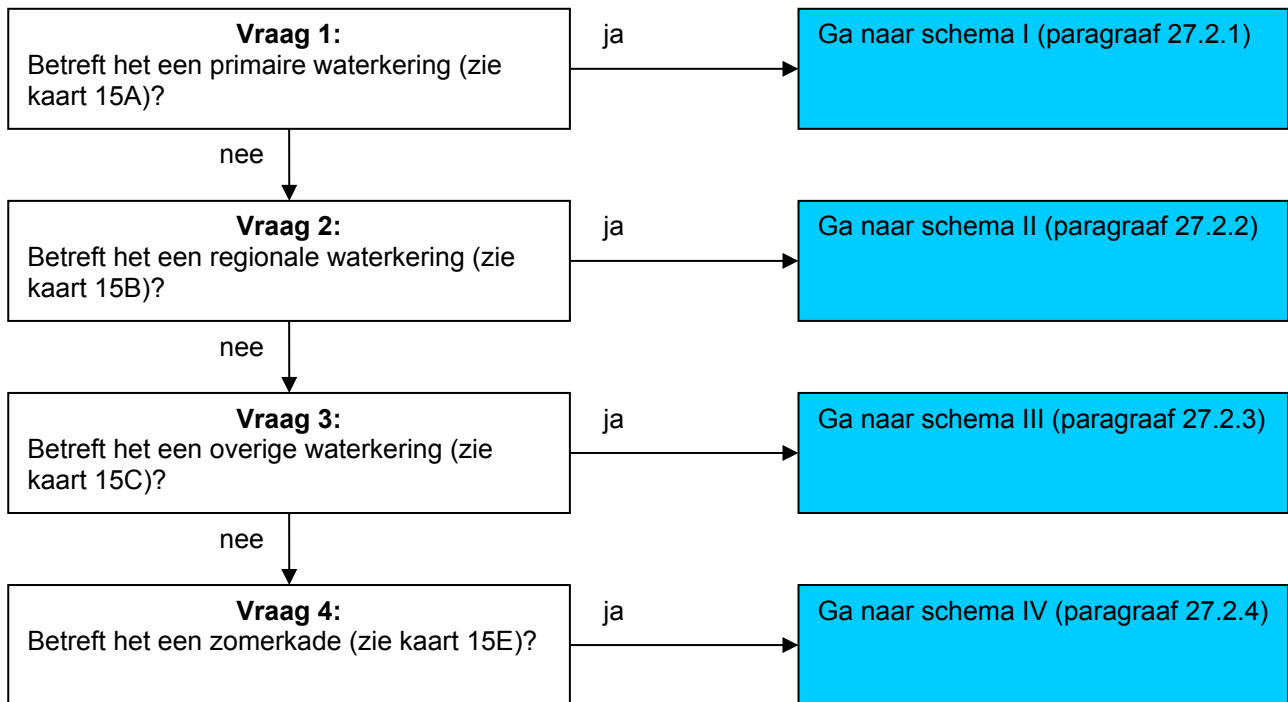 Vraag 1:
Betreft het een primaire waterkering (zie
kaart 15A)?
ja
Ga naar schema I (paragraaf 27.2.1)
nee
Vraag 2:
Betreft het een regionale waterkering (zie
kaart 15B)?
ja
Ga naar schema II (paragraaf 27.2.2)
nee
Vraag 3:
Betreft het een overige waterkering (zie
kaart 15C)?
ja
Ga naar schema III (paragraaf 27.2.3)
nee
Vraag 4:
Betreft het een zomerkade (zie kaart 15E)?
ja
Ga naar schema IV (paragraaf 27.2.4)